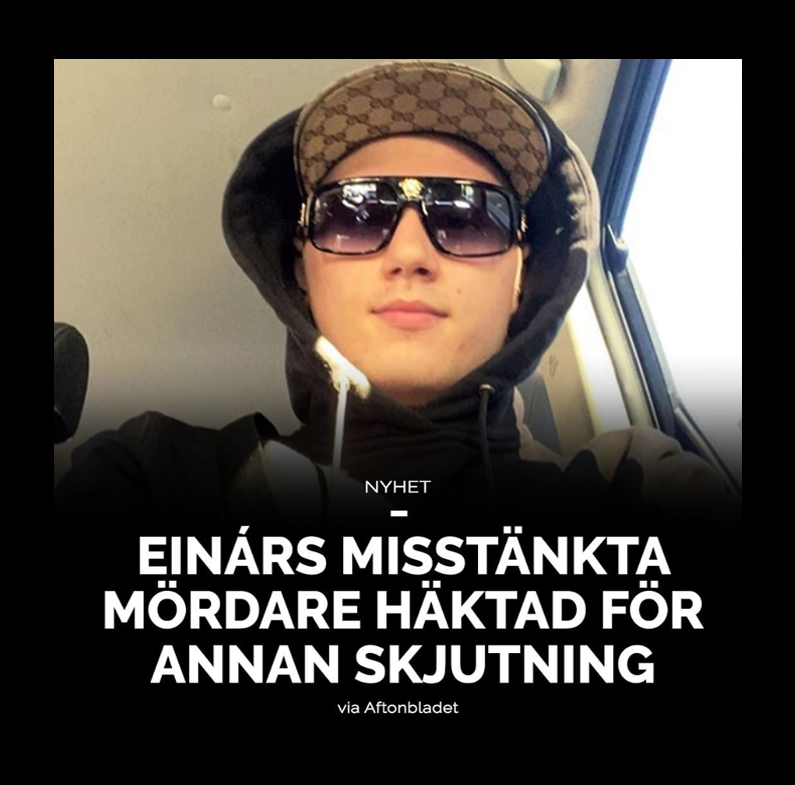 NYHET
EINÁRS MISSTÄNKTA
MÖRDARE HÄKTAD FÖR
ANNAN SKJUTNING
via Aftonbladet